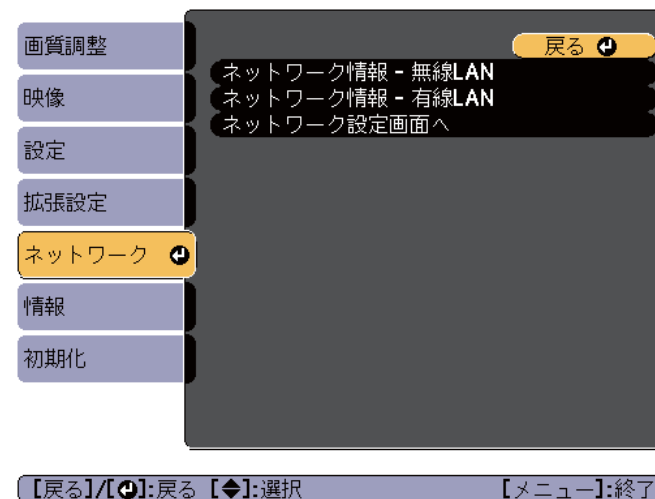 画質調整
映像
設定
拡張設定
ネットワーク
情報
初期化
戻る
ネットワーク情報 - 無線LAN
ネットワーク情報 - 有線LAN
ネットワーク設定画面へ
【戻る】/【⏎】:戻る 【◆】:選択 【メニュー】:終了